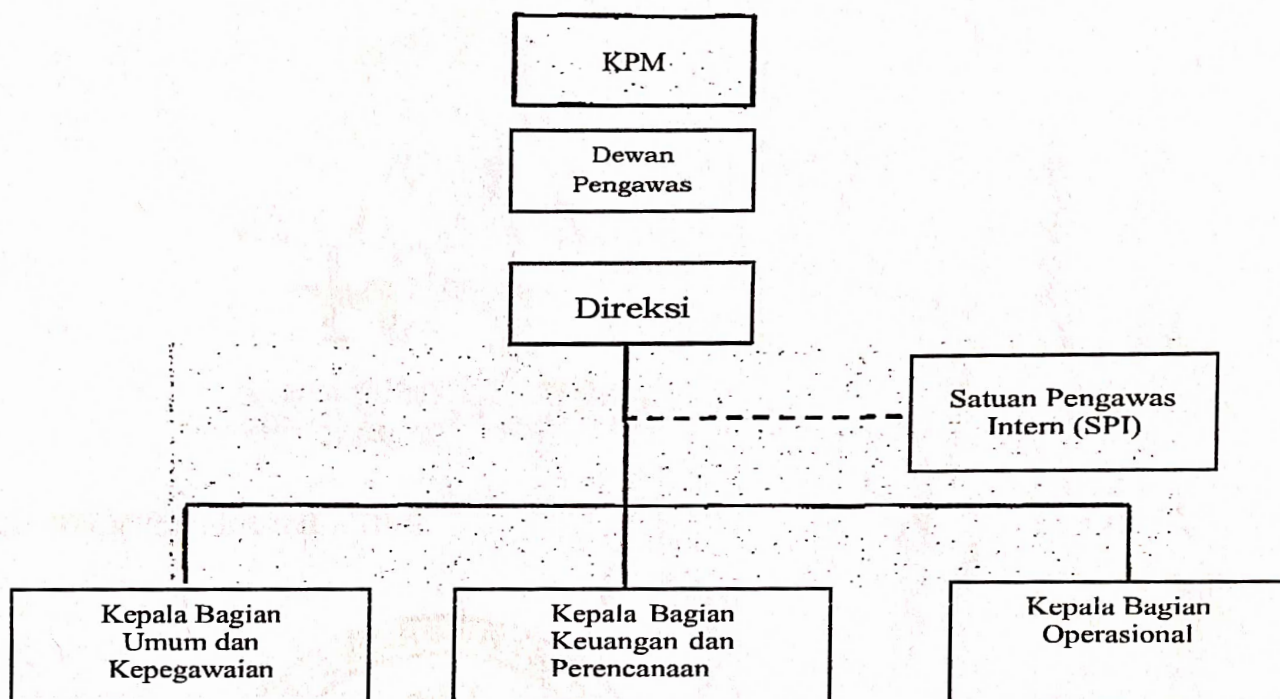 KPM
Dewan
Pengawas
Direksi
Satuan Pengawas
Intern (SPI)
Kepala Bagian
Umum dan
Kepegawaian
Kepala Bagian
Keuangan dan
Perencanaan
Kepala Bagian
Operasional